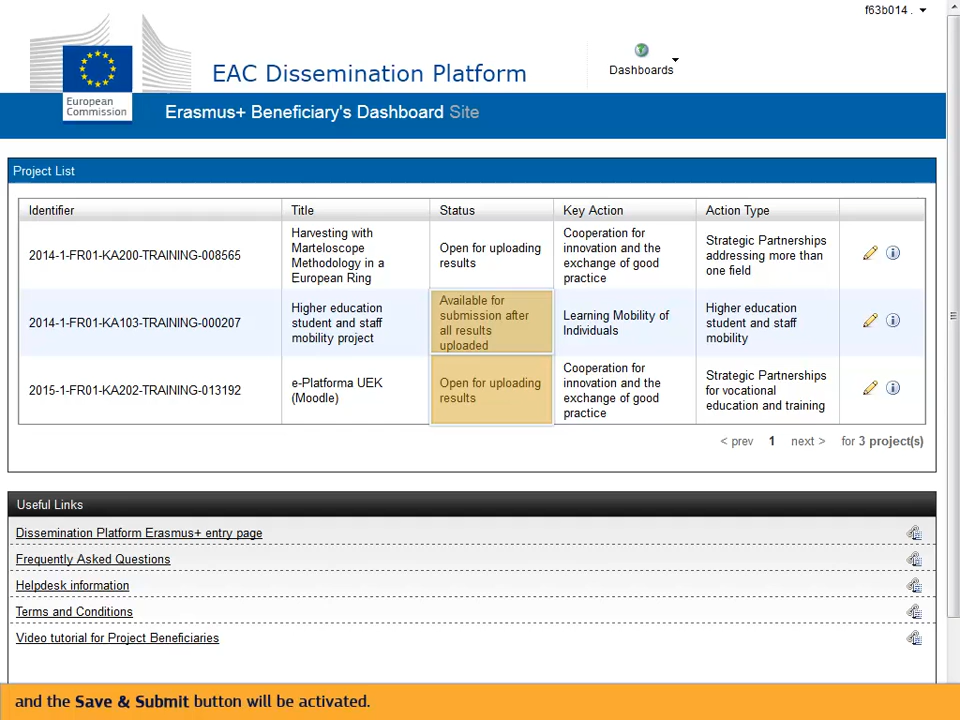 f63b014 .
European
Commission
EAC Dissemination Platform
Dashboards
Erasmus+ Beneficiary's Dashboard Site
Project List
Identifier Title Status Key Action Action Type
2014-1-FR01-KA200-TRAINING-008565
Harvesting with
Marteloscope
Methodology in a
European Ring
Open for uploading
results
Cooperation for
innovation and the
exchange of good
practice
Strategic Partnerships
addressing more than
one field
2014-1-FR01-KA103-TRAINING-000207
Higher education
student and staff
mobility project
Available for
submission after
all results
uploaded
Learning Mobility of
Individuals
Higher education
student and staff
mobility
2015-1-FR01-KA202-TRAINING-013192
e-Platforma UEK
(Moodle)
Open for uploading
results
Cooperation for
innovation and the
exchange of good
practice
Strategic Partnerships
for vocational
education and training
< prev 1 next > for 3 project(s)
Useful Links
Dissemination Platform Erasmus+ entry page
Frequently Asked Questions
Helpdesk information
Terms and Conditions
Video tutorial for Project Beneficiaries
and the Save & Submit button will be activated.